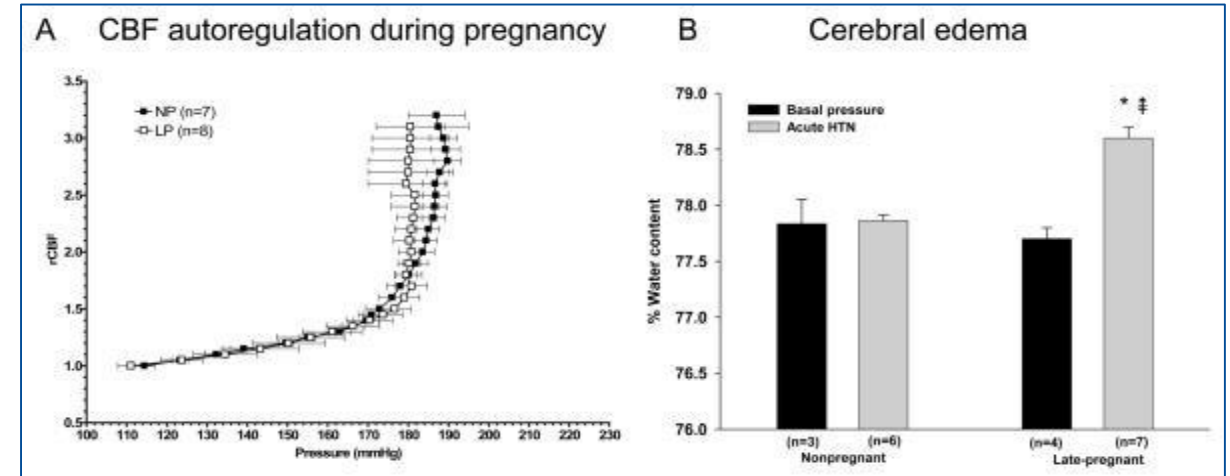 A CBF autoregulation during pregnancy
3.5
3.0
2.5
2.0
1.5
1.0
0.5
rCBF
NP (n=7)
LP (n=8)
100 110 120 130 140 150 160 170 180 190 200 210 220 230
Pressure (mmHg)
B Cerebral edema
79.0
78.5
78.0
77.5
77.0
76.5
76.0
% Water content
Basal pressure
Acute HTN
* ‡
(n=3) (n=6) (n=4) (n=7)
Nonpregnant Late-pregnant